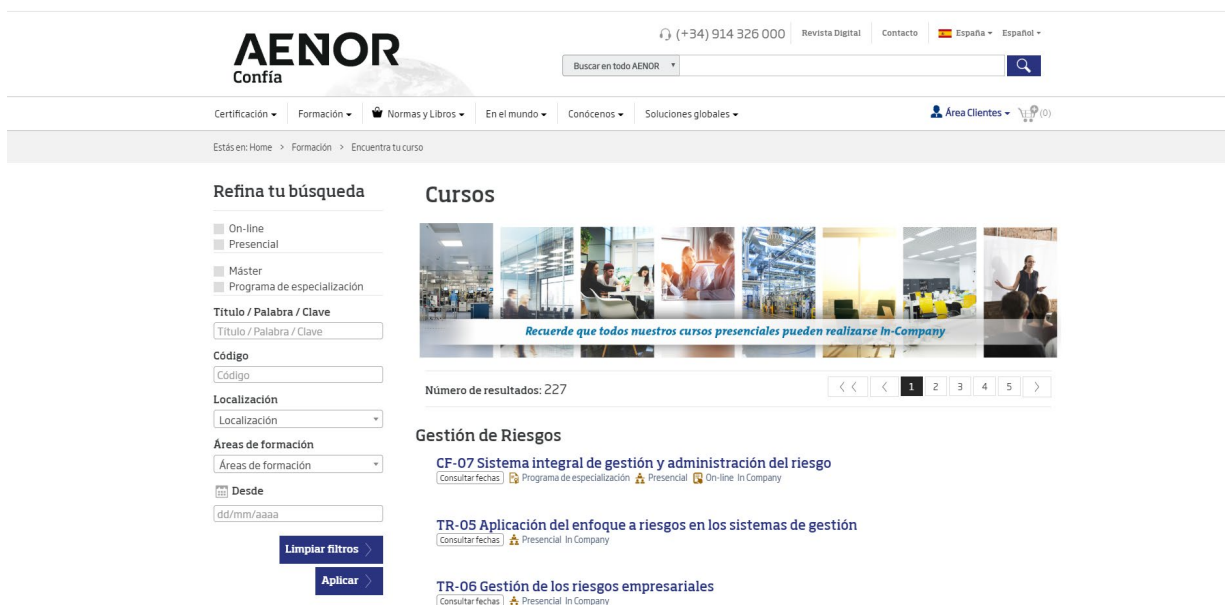 AENOR
Confía
(+34) 914 326 000 Revista Digital Contacto España Español
Buscar en todo AENOR
Certificación Formación Normas y Libros En el mundo Conócenos Soluciones globales Área Clientes (0)
Estás en: Home > Formación > Encuentra tu curso
Refina tu búsqueda
On-line
Presencial
Máster
Programa de especialización
Título / Palabra / Clave
Título / Palabra / Clave
Código
Código
Localización
Localización
Áreas de formación
Áreas de formación
Desde
dd/mm/aaaa
Limpiar filtros
Aplicar
Cursos
Recuerde que todos nuestros cursos presenciales pueden realizarse In-Company
Número de resultados: 227
1 2 3 4 5
Gestión de Riesgos
CF-07 Sistema integral de gestión y administración del riesgo
Consultar fechas Programa de especialización Presencial On-line In Company
TR-05 Aplicación del enfoque a riesgos en los sistemas de gestión
Consultar fechas Presencial In Company
TR-06 Gestión de los riesgos empresariales
Consultar fechas Presencial In Company